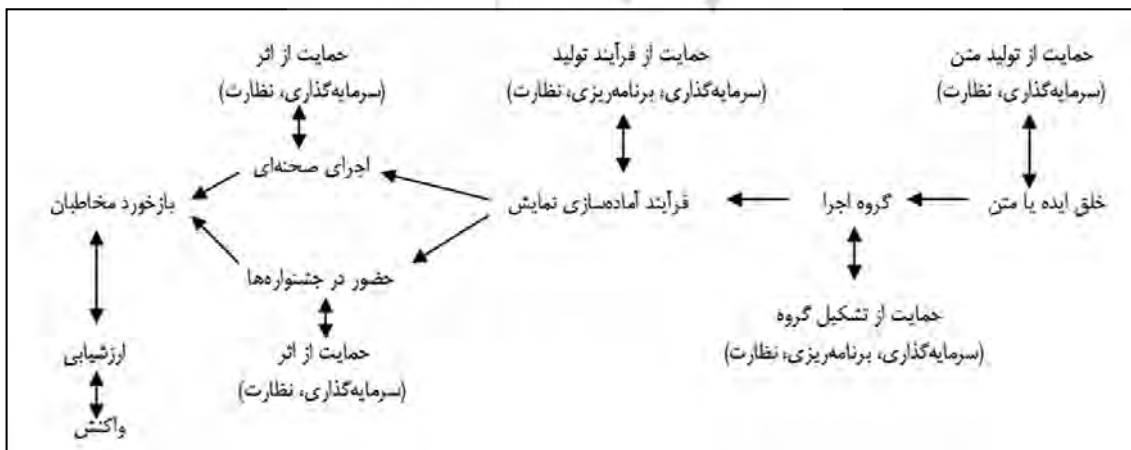 حمایت از تولید متن
(سرمایه‌گذاری، نظارت)
حمایت از فرآیند تولید
(سرمایه‌گذاری، برنامه‌ریزی، نظارت)
حمایت از اثر
(سرمایه‌گذاری، نظارت)
خلق ایده یا متن
گروه اجرا
فرآیند آماده‌سازی نمایش
اجرای صحنه‌ای
بازخورد مخاطبان
حضور در جشنواره‌ها
حمایت از تشکیل گروه
(سرمایه‌گذاری، برنامه‌ریزی، نظارت)
حمایت از اثر
(سرمایه‌گذاری، نظارت)
ارزشیابی
واکنش